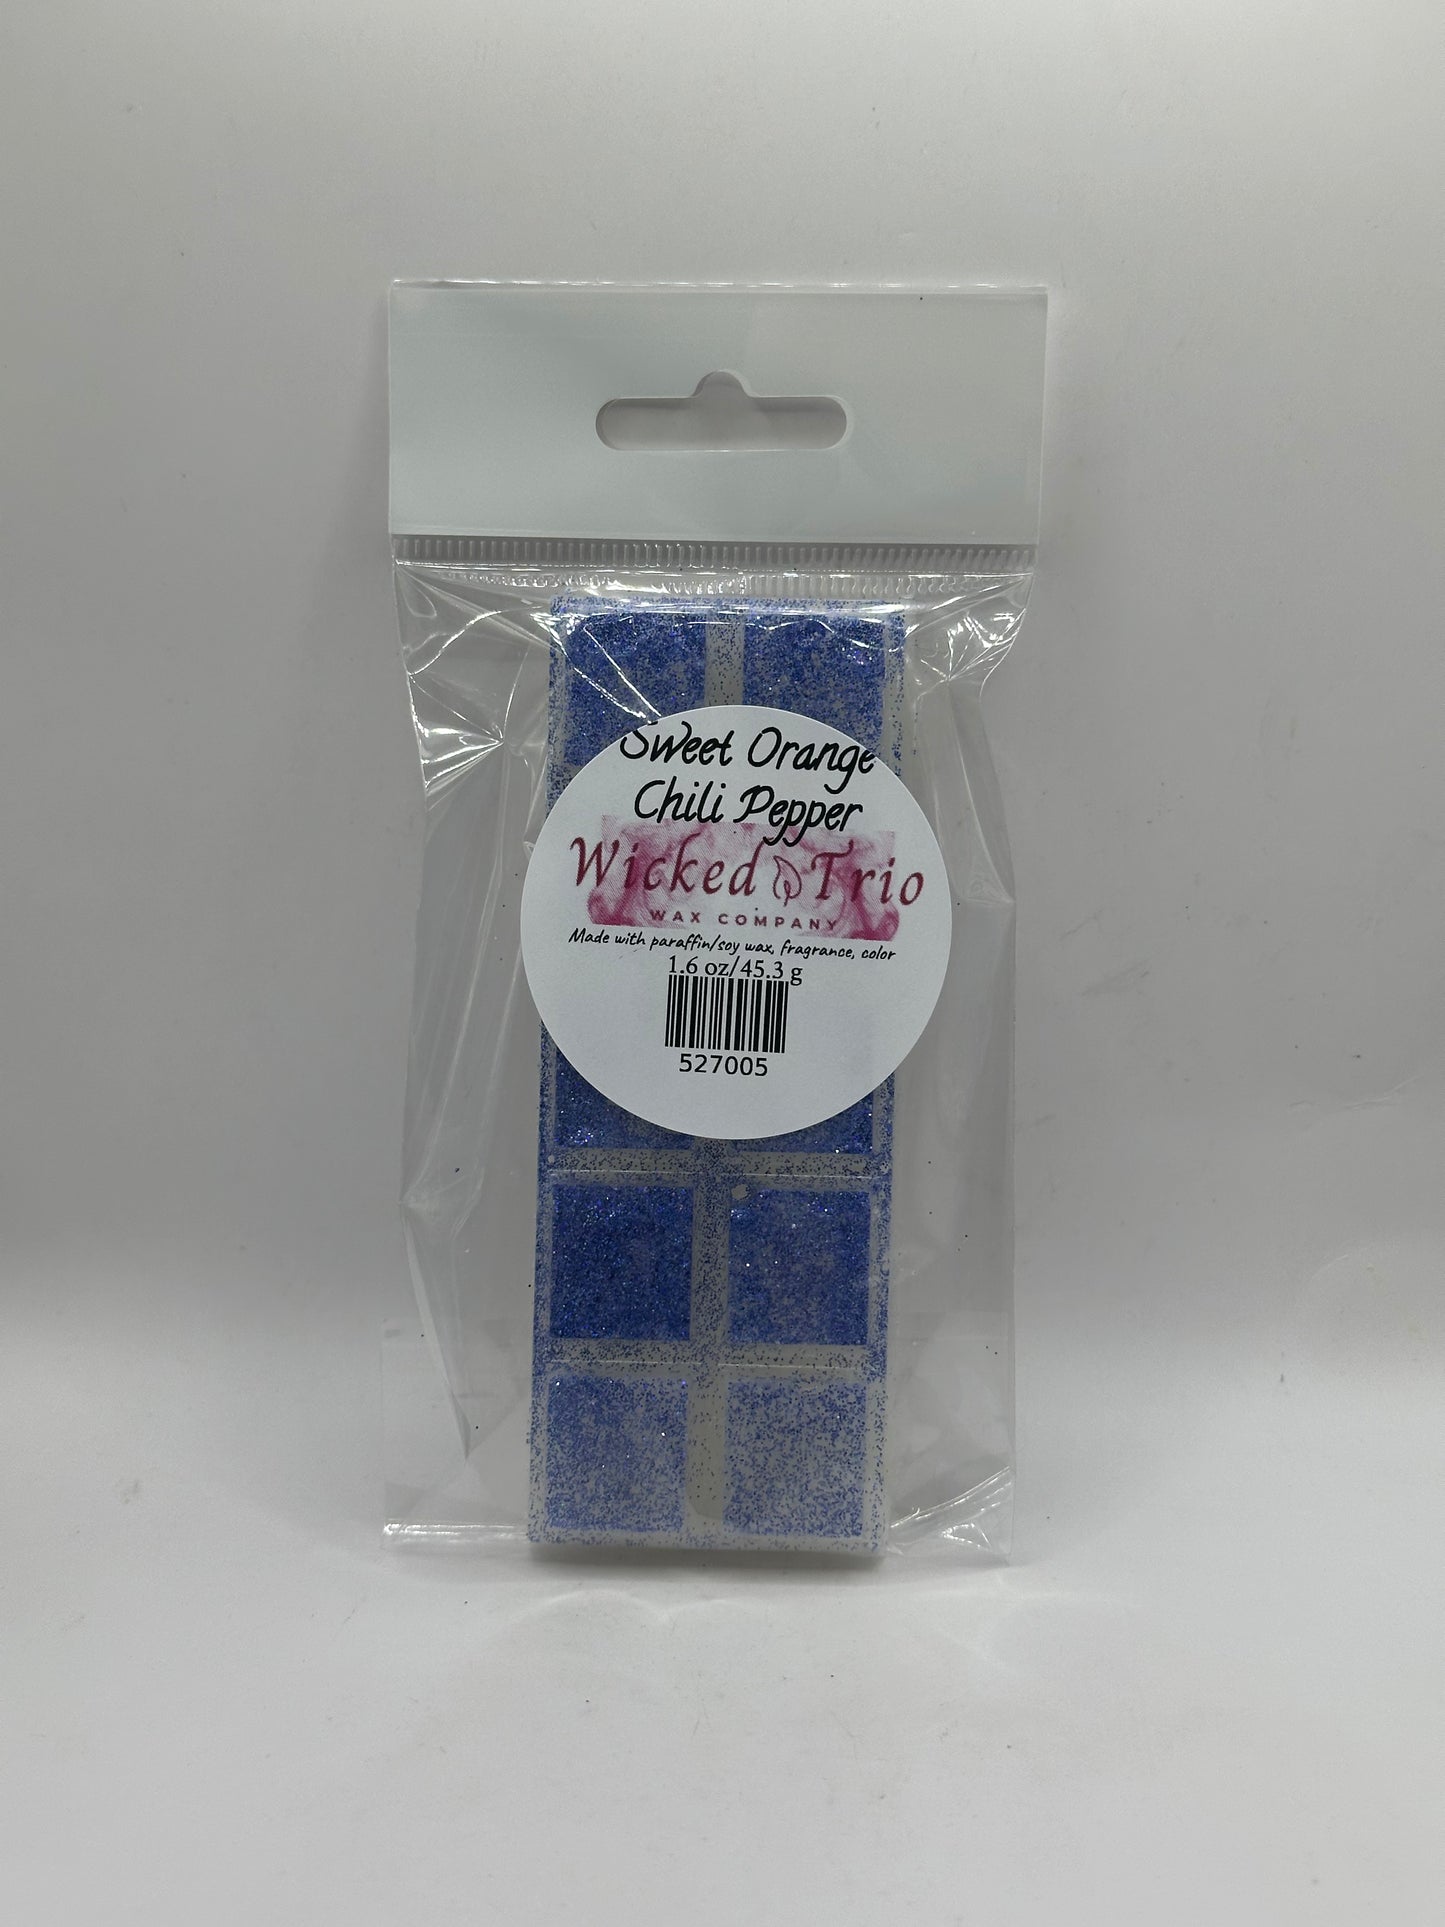 Sweet Orange
Chili Pepper
Wicked Trio
WAX COMPANY
Made with paraffin/soy wax, fragrance, color
1.6 oz/45.3 g
527005